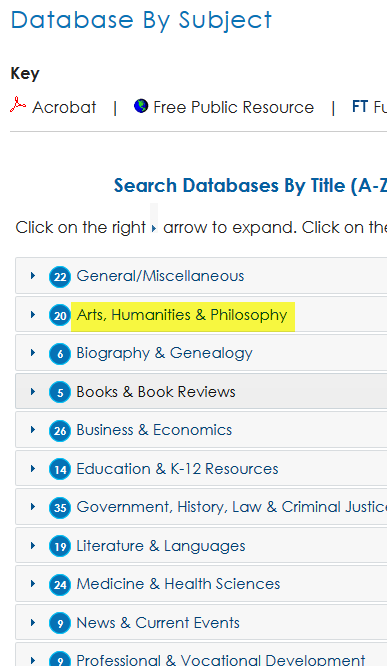 Database By Subject
Key
Acrobat | Free Public Resource | FT Fu
Search Databases By Title (A-Z
Click on the right arrow to expand. Click on the
22 General/Miscellaneous
20 Arts, Humanities & Philosophy
6 Biography & Genealogy
5 Books & Book Reviews
26 Business & Economics
14 Education & K-12 Resources
35 Government, History, Law & Criminal Justice
19 Literature & Languages
24 Medicine & Health Sciences
9 News & Current Events
9 Professional & Vocational Development